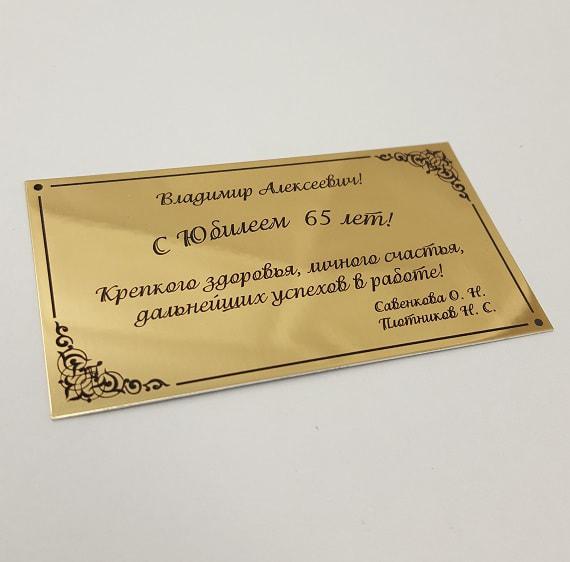 Владимир Алексеевич!
С Юбилеем 65 лет!
Крепкого здоровья, личного счастья,
дальнейших успехов в работе!
Савенкова О. Н.
Плотников Н. С.